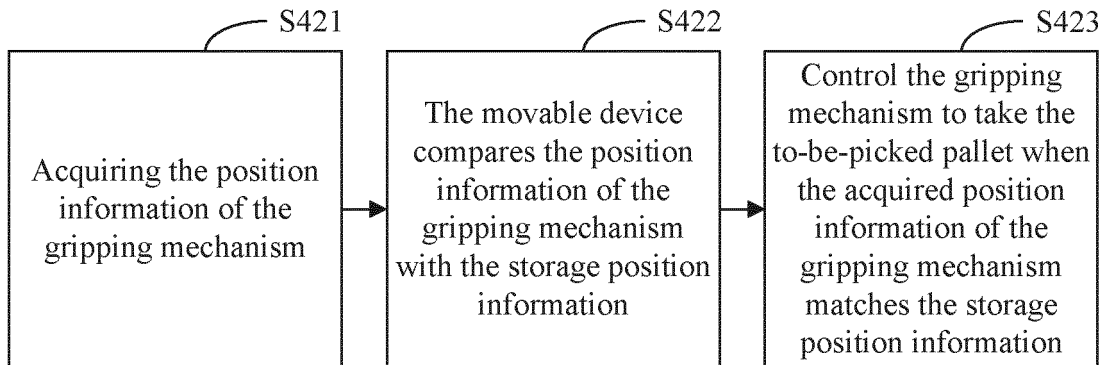 S421
Acquiring the position
information of the
gripping mechanism
S422
The movable device
compares the position
information of the
gripping mechanism
with the storage position
information
S423
Control the gripping
mechanism to take the
to-be-picked pallet when
the acquired position
information of the
gripping mechanism
matches the storage
position information